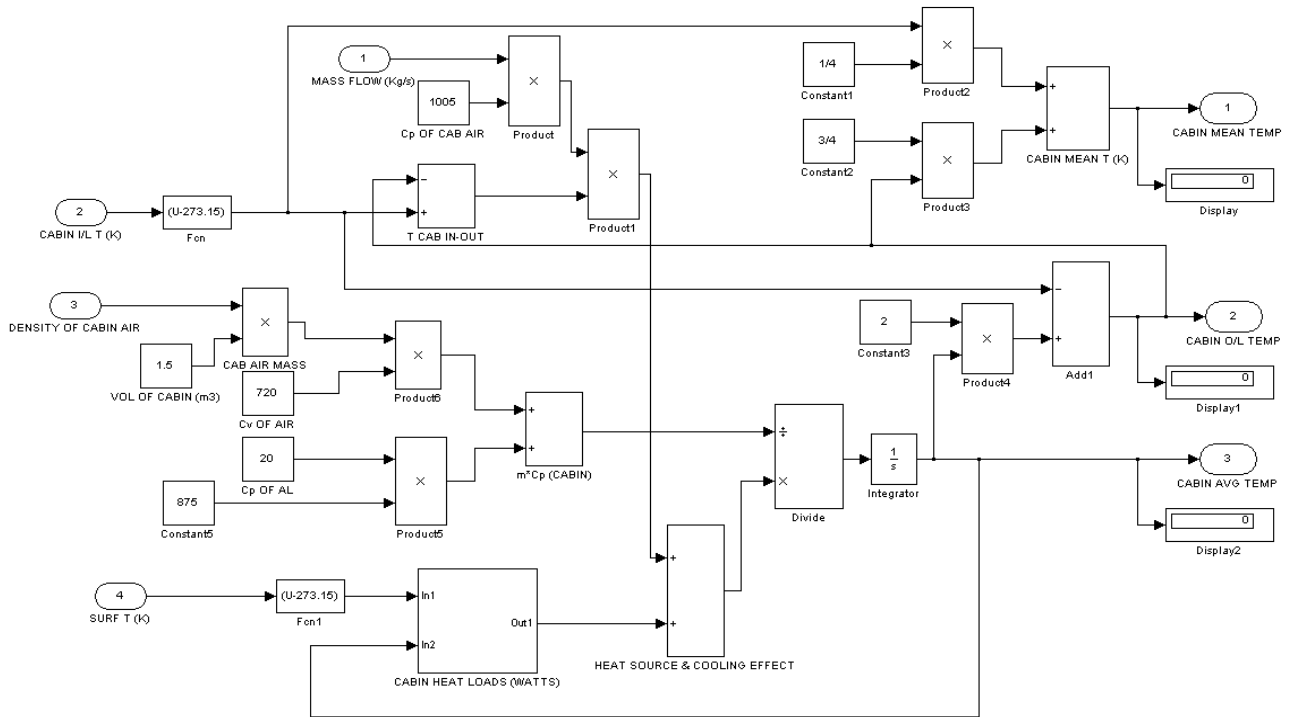 1
MASS FLOW (Kg/s)
1005
Cp OF CAB AIR
×
Product
×
Product1
1/4
Constant1
×
Product2
3/4
Constant2
×
Product3
+
+
CABIN MEAN T (K)
1
CABIN MEAN TEMP
0
Display
2
CABIN I/L T (K)
(U-273.15)
Fcn
−
+
T CAB IN-OUT
3
DENSITY OF CABIN AIR
1.5
VOL OF CABIN (m3)
×
CAB AIR MASS
720
Cv OF AIR
×
Product6
20
Cp OF AL
875
Constant5
×
Product5
+
+
m*Cp (CABIN)
÷
×
Divide
1
s
Integrator
2
Constant3
×
Product4
−
+
Add1
2
CABIN O/L TEMP
0
Display1
3
CABIN AVG TEMP
0
Display2
4
SURF T (K)
(U-273.15)
Fcn1
In1
In2
Out1
CABIN HEAT LOADS (WATTS)
+
+
HEAT SOURCE & COOLING EFFECT